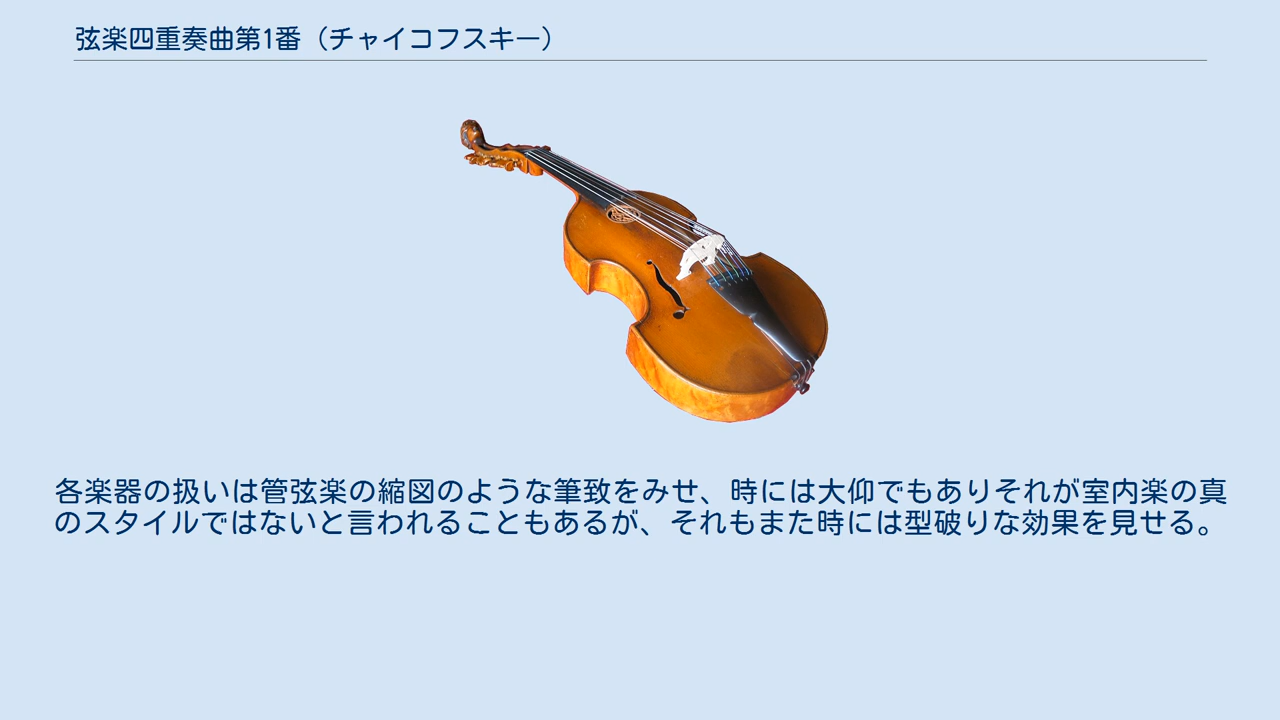 弦楽四重奏曲第1番（チャイコフスキー）
各楽器の扱いは管弦楽の縮図のような筆致をみせ、時には大仰でもありそれが室内楽の真
のスタイルではないと言われることもあるが、それもまた時には型破りな効果を見せる。